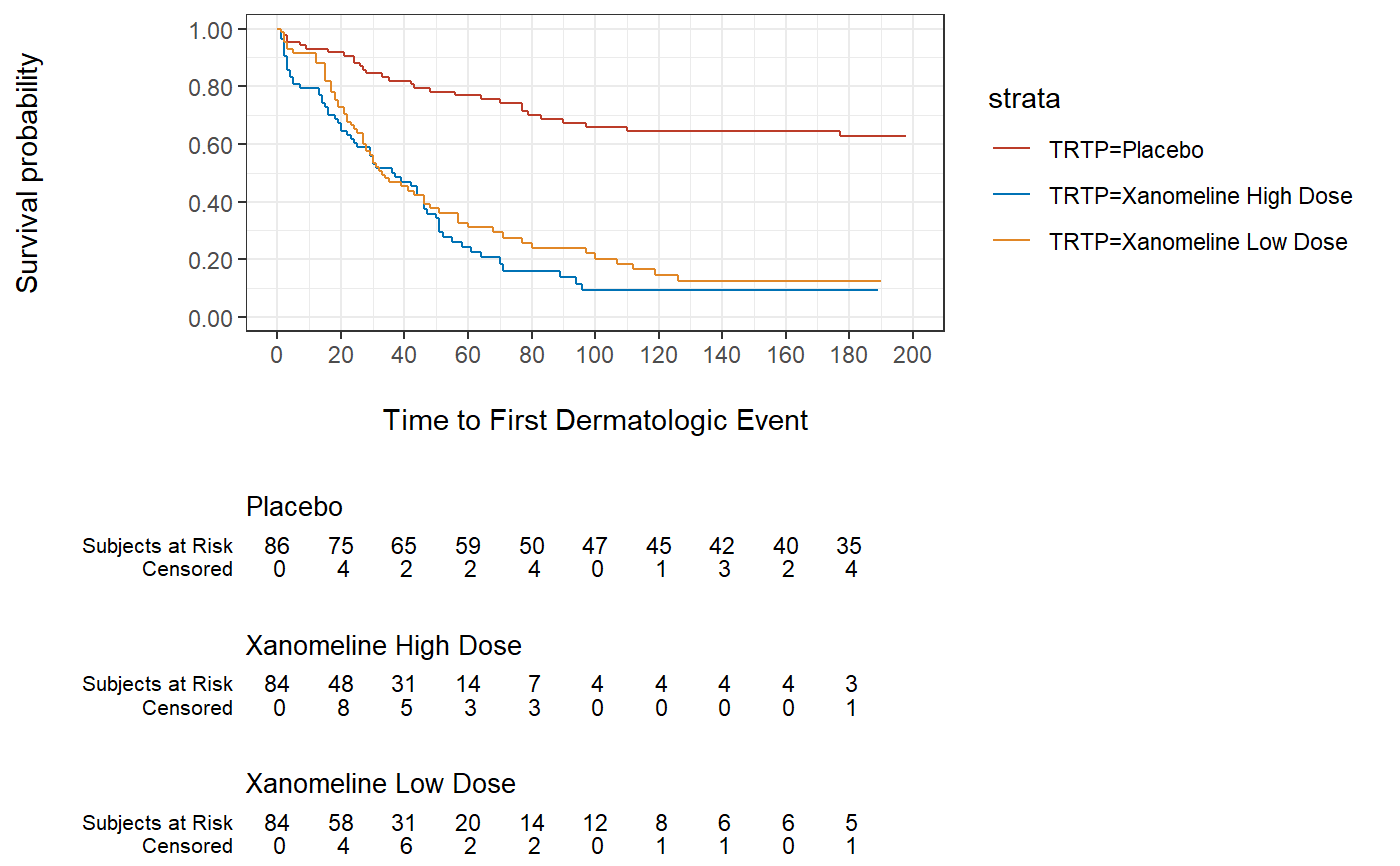 Survival probability
1.00
0.80
0.60
0.40
0.20
0.00
0 20 40 60 80 100 120 140 160 180 200
Time to First Dermatologic Event
strata
TRTP=Placebo
TRTP=Xanomeline High Dose
TRTP=Xanomeline Low Dose
Placebo
Subjects at Risk 86 75 65 59 50 47 45 42 40 35
Censored 0 4 2 2 4 0 1 3 2 4
Xanomeline High Dose
Subjects at Risk 84 48 31 14 7 4 4 4 4 3
Censored 0 8 5 3 3 0 0 0 0 1
Xanomeline Low Dose
Subjects at Risk 84 58 31 20 14 12 8 6 6 5
Censored 0 4 6 2 2 0 1 1 0 1